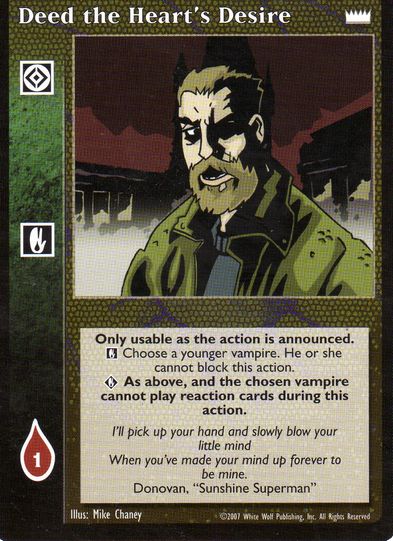 Deed the Heart's Desire
Only usable as the action is announced.
Choose a younger vampire. He or she
cannot block this action.
As above, and the chosen vampire
cannot play reaction cards during this
action.
I'll pick up your hand and slowly blow your
little mind
When you've made your mind up forever to
be mine.
Donovan, "Sunshine Superman"
1
Illus: Mike Chaney
©2007 White Wolf Publishing, Inc. All Rights Reserved